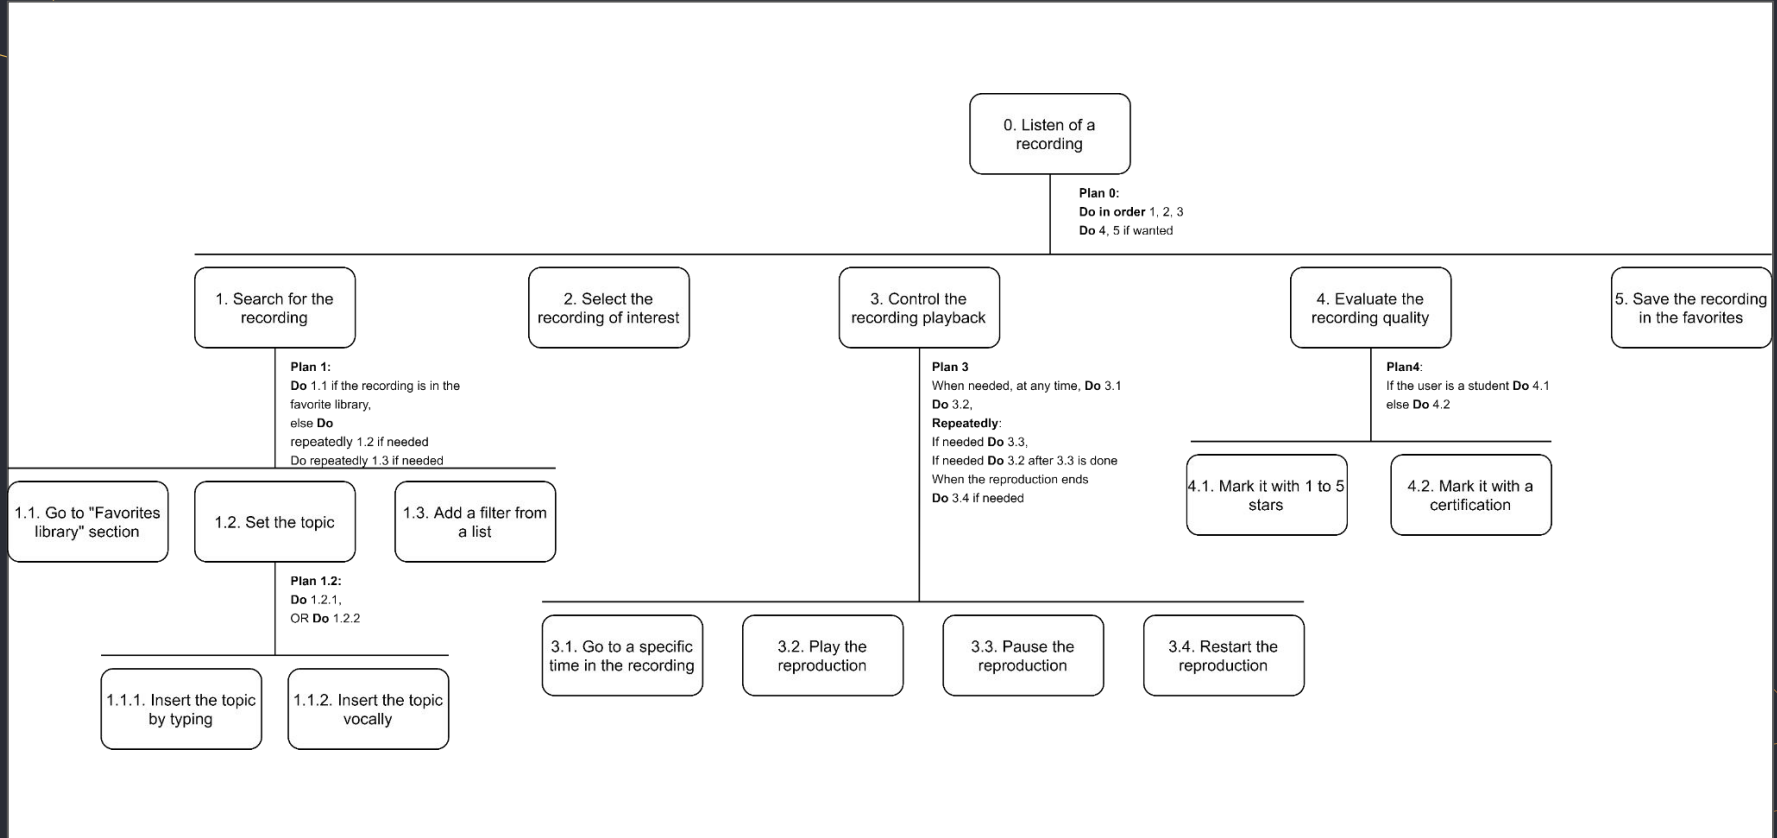 0. Listen of a
recording
Plan 0:
Do in order 1, 2, 3
Do 4, 5 if wanted
1. Search for the
recording
2. Select the
recording of interest
3. Control the
recording playback
4. Evaluate the
recording quality
5. Save the recording
in the favorites
Plan 1:
Do 1.1 if the recording is in the
favorite library,
else Do
repeatedly 1.2 if needed
Do repeatedly 1.3 if needed
Plan 3
When needed, at any time, Do 3.1
Do 3.2,
Repeatedly:
If needed Do 3.3,
If needed Do 3.2 after 3.3 is done
When the reproduction ends
Do 3.4 if needed
Plan4:
If the user is a student Do 4.1
else Do 4.2
1.1. Go to "Favorites
library" section
1.2. Set the topic
1.3. Add a filter from
a list
4.1. Mark it with 1 to 5
stars
4.2. Mark it with a
certification
Plan 1.2:
Do 1.2.1,
OR Do 1.2.2
3.1. Go to a specific
time in the recording
3.2. Play the
reproduction
3.3. Pause the
reproduction
3.4. Restart the
reproduction
1.1.1. Insert the topic
by typing
1.1.2. Insert the topic
vocally